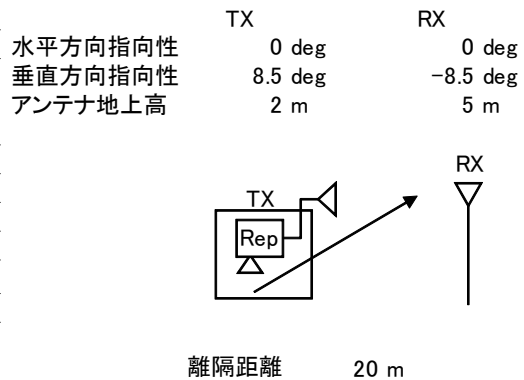 TX RX
水平方向指向性 0 deg 0 deg
垂直方向指向性 8.5 deg -8.5 deg
アンテナ地上高 2 m 5 m
RX
TX
Rep
離隔距離 20 m